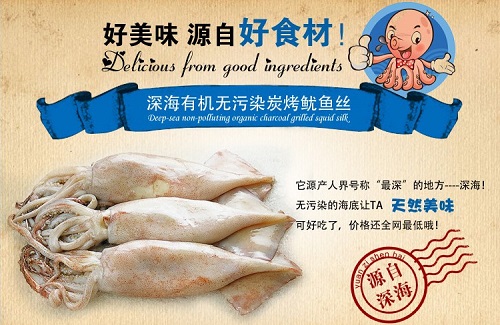 好美味 源自好食材!
Delicious from good ingredients
深海有机无污染炭烤鱿鱼丝
Deep-sea non-polluting organic charcoal grilled squid silk
它源产人界号称“最深”的地方----深海!
无污染的海底让TA 天然美味
可好吃了，价格还全网最低哦!
yuan zi shen hai
源自
深海